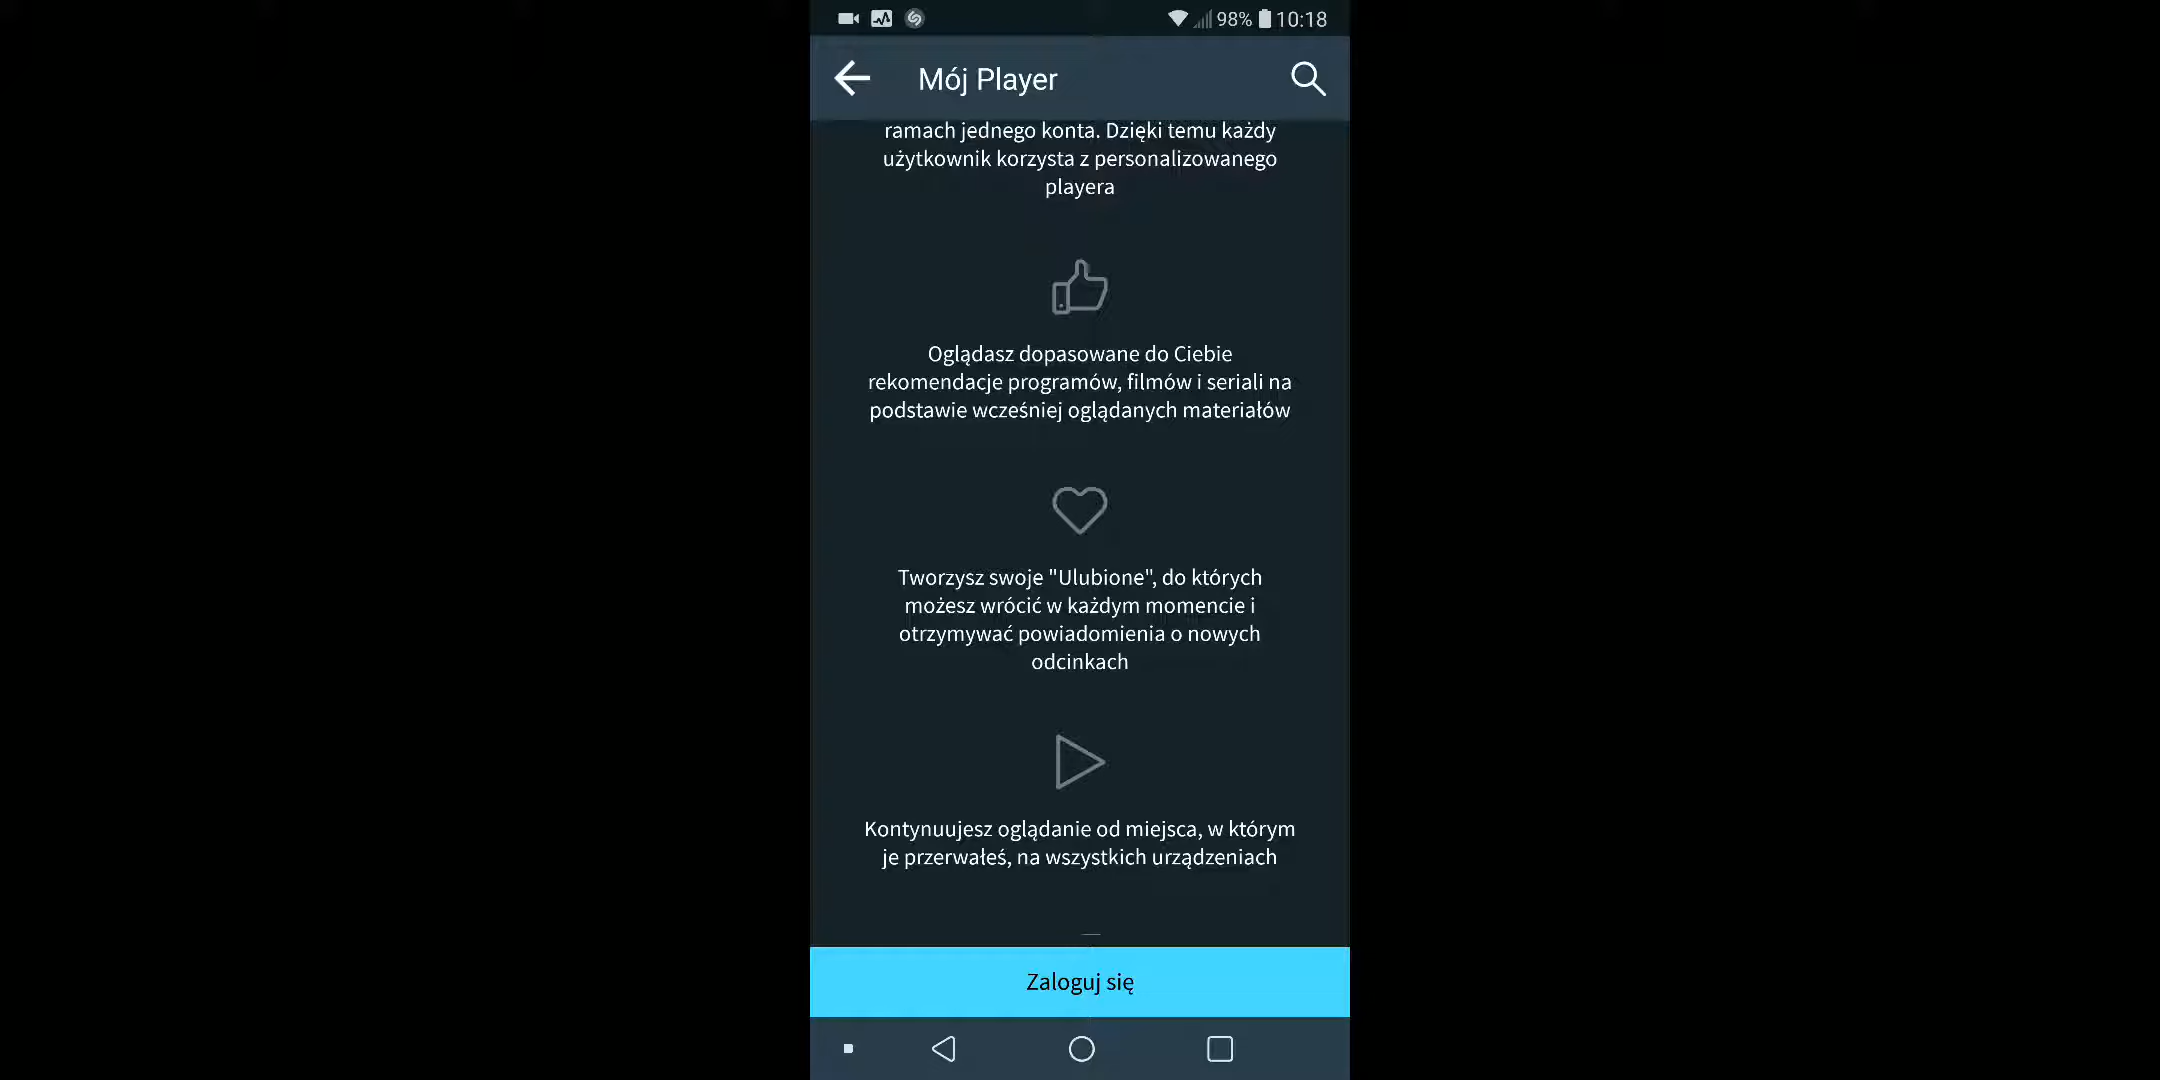 98% 10:18
Mój Player
ramach jednego konta. Dzięki temu każdy
użytkownik korzysta z personalizowanego
playera
Oglądasz dopasowane do Ciebie
rekomendacje programów, filmów i seriali na
podstawie wcześniej oglądanych materiałów
Tworzysz swoje "Ulubione", do których
możesz wrócić w każdym momencie i
otrzymywać powiadomienia o nowych
odcinkach
Kontynuujesz oglądanie od miejsca, w którym
je przerwałeś, na wszystkich urządzeniach
Zaloguj się